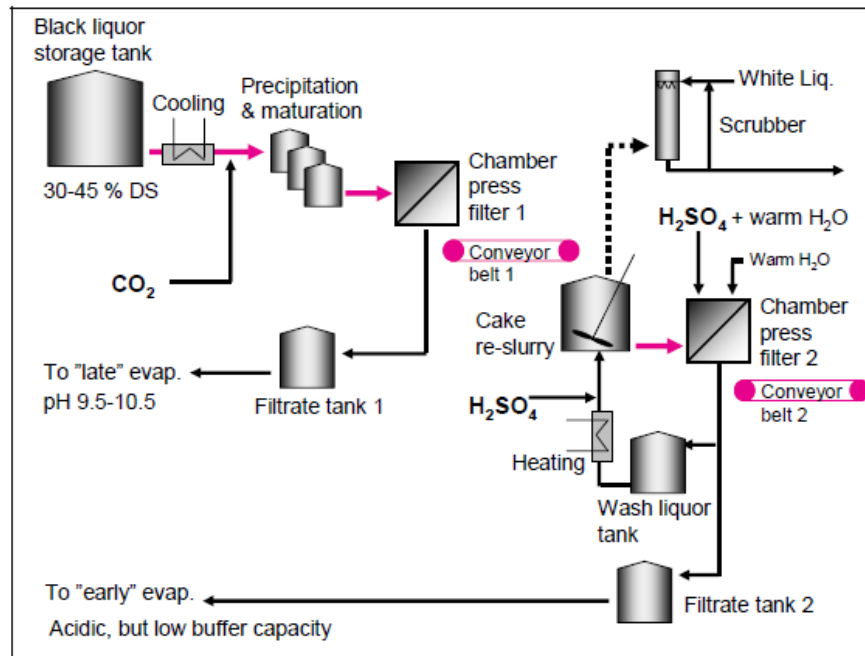 Black liquor
storage tank
Cooling
Precipitation
& maturation
30-45 % DS
CO₂
Chamber
press
filter 1
Conveyor
belt 1
White Liq.
Scrubber
H₂SO₄ + warm H₂O
Warm H₂O
Cake
re-slurry
Chamber
press
filter 2
Conveyor
belt 2
To ”late” evap.
pH 9.5-10.5
Filtrate tank 1
H₂SO₄
Heating
Wash liquor
tank
To ”early” evap.
Acidic, but low buffer capacity
Filtrate tank 2